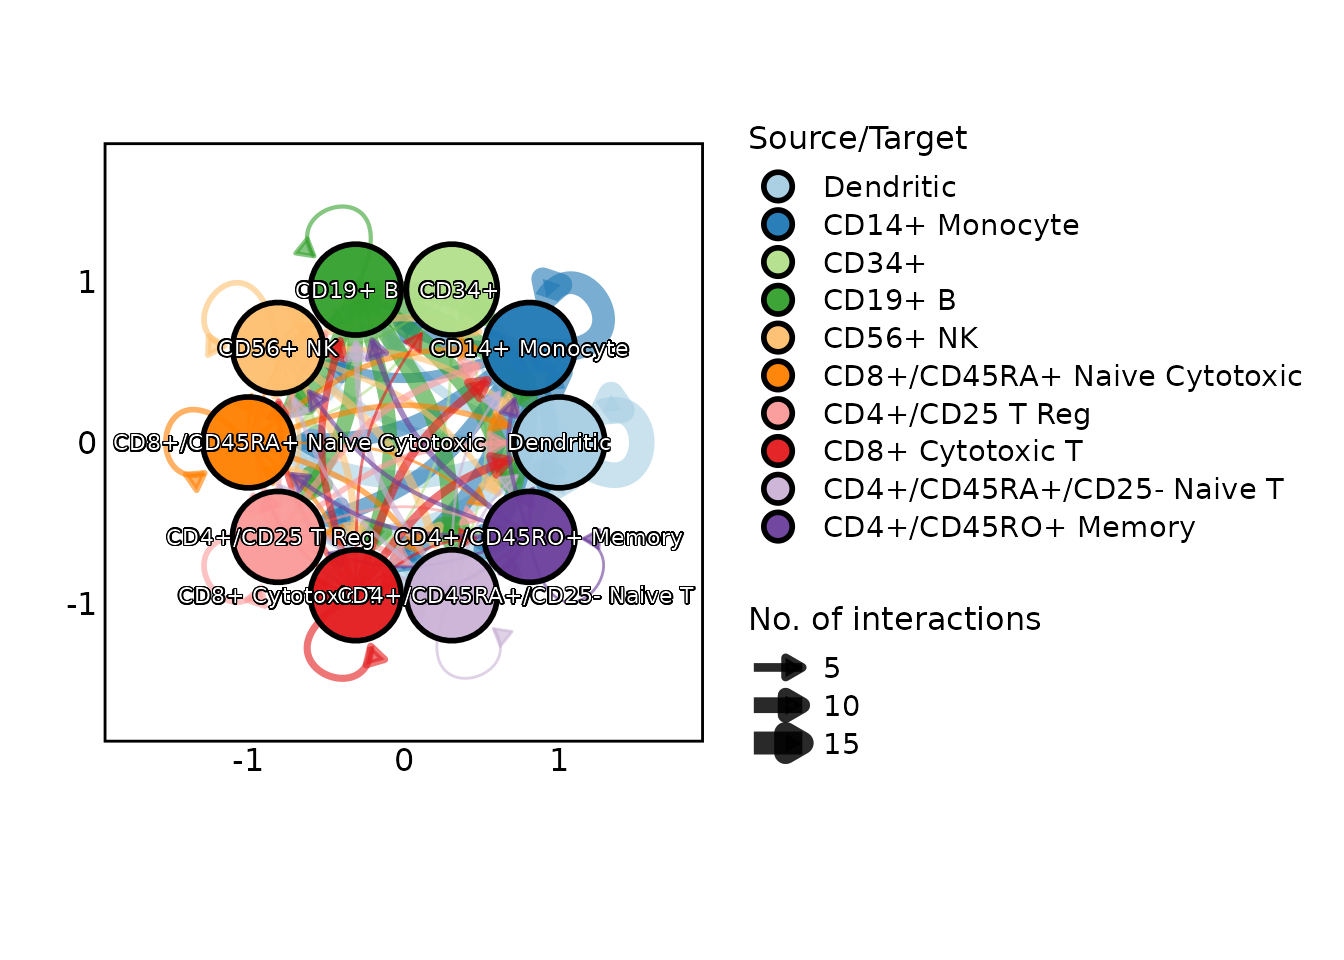 Source/Target
Dendritic
CD14+ Monocyte
CD34+
CD19+ B
CD56+ NK
CD8+/CD45RA+ Naive Cytotoxic
CD4+/CD25 T Reg
CD8+ Cytotoxic T
CD4+/CD45RA+/CD25- Naive T
CD4+/CD45RO+ Memory
No. of interactions
5
10
15
1
0
-1
-1
0
1
CD19+ B
CD34+
CD56+ NK
CD14+ Monocyte
CD8+/CD45RA+ Naive Cytotoxic
Dendritic
CD4+/CD25 T Reg
CD4+/CD45RO+ Memory
CD8+ Cytotoxic T
CD4+/CD45RA+/CD25- Naive T